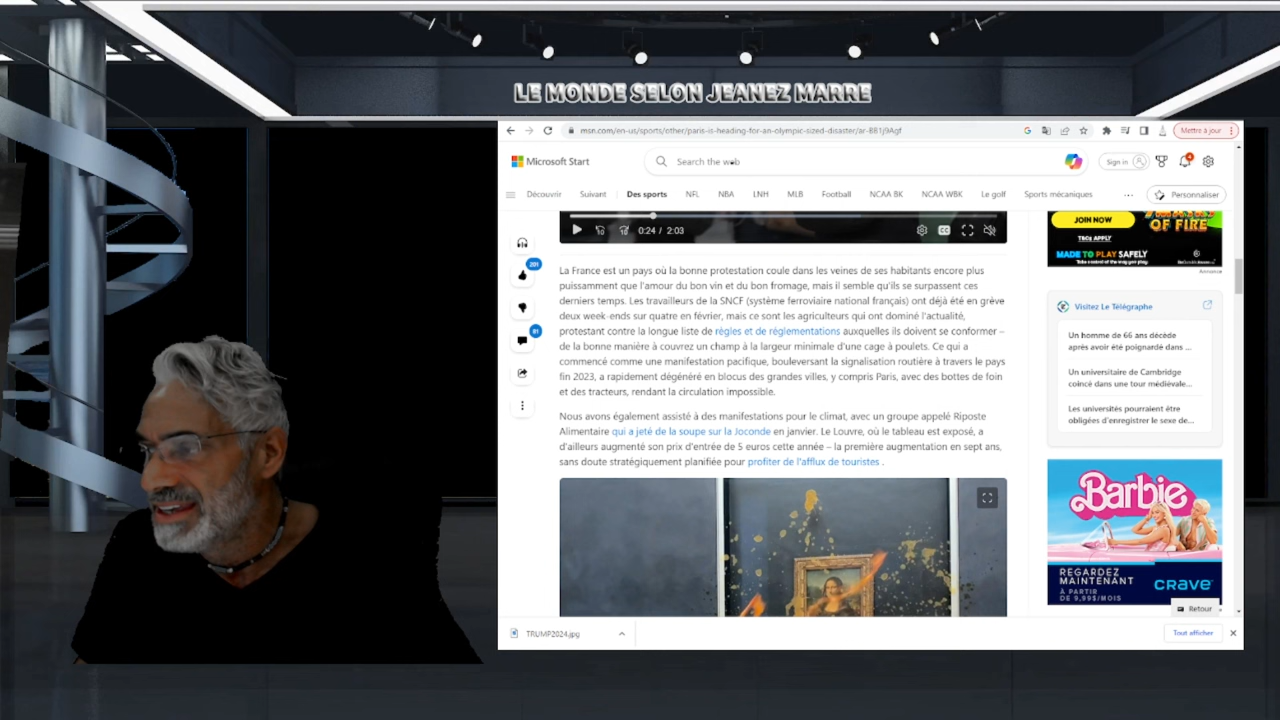 LE MONDE SELON JEANEZ MARRE
msn.com/en-us/sports/other/paris-is-heading-for-an-olympic-sized-disaster/ar-BB1j9Agf
Mettre à jour
Microsoft Start
Search the web
Sign in
4
Découvrir Suivant Des sports NFL NBA LNH MLB Football NCAA BK NCAA WBK Le golf Sports mécaniques ... Personnaliser
0:24 / 2:03
CC
201
81
La France est un pays où la bonne protestation coule dans les veines de ses habitants encore plus
puissamment que l'amour du bon vin et du bon fromage, mais il semble qu'ils se surpassent ces
derniers temps. Les travailleurs de la SNCF (système ferroviaire national français) ont déjà été en grève
deux week-ends sur quatre en février, mais ce sont les agriculteurs qui ont dominé l'actualité,
protestant contre la longue liste de règles et de réglementations auxquelles ils doivent se conformer –
de la bonne manière à couvrez un champ à la largeur minimale d'une cage à poulets. Ce qui a
commencé comme une manifestation pacifique, bouleversant la signalisation routière à travers le pays
fin 2023, a rapidement dégénéré en blocus des grandes villes, y compris Paris, avec des bottes de foin
et des tracteurs, rendant la circulation impossible.
Nous avons également assisté à des manifestations pour le climat, avec un groupe appelé Riposte
Alimentaire qui a jeté de la soupe sur la Joconde en janvier. Le Louvre, où le tableau est exposé, a
d'ailleurs augmenté son prix d'entrée de 5 euros cette année – la première augmentation en sept ans,
sans doute stratégiquement planifiée pour profiter de l'afflux de touristes .
JOIN NOW
T&Cs APPLY
OF FIRE
MADE TO PLAY SAFELY
Annonce
Visitez Le Télégraphe
Un homme de 66 ans décède
après avoir été poignardé dans ...
Un universitaire de Cambridge
coincé dans une tour médiévale...
Les universités pourraient être
obligées d'enregistrer le sexe de...
Barbie
REGARDEZ
MAINTENANT
À PARTIR
DE 9,99$/MOIS
CRAVE
Retour
TRUMP2024.jpg
Tout afficher